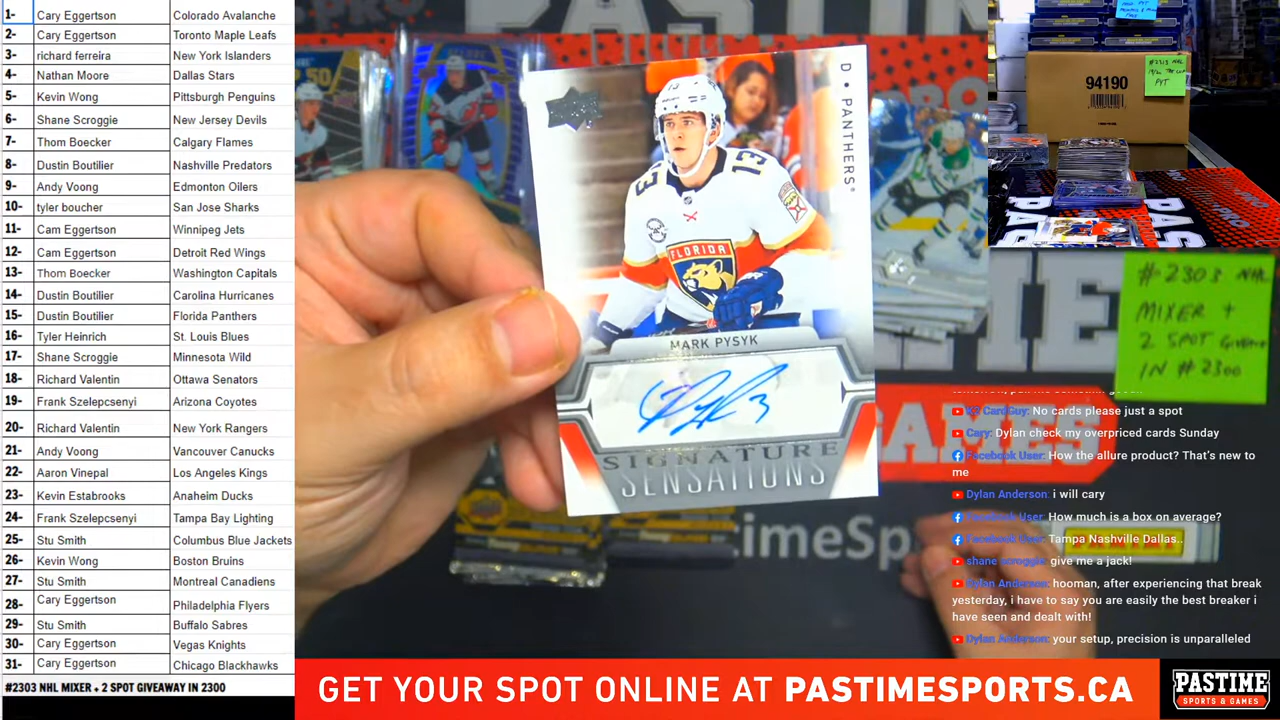 1- Cary Eggertson Colorado Avalanche
2- Cary Eggertson Toronto Maple Leafs
3- richard ferreira New York Islanders
4- Nathan Moore Dallas Stars
5- Kevin Wong Pittsburgh Penguins
6- Shane Scroggie New Jersey Devils
7- Thom Boecker Calgary Flames
8- Dustin Boutilier Nashville Predators
9- Andy Voong Edmonton Oilers
10- tyler boucher San Jose Sharks
11- Cam Eggertson Winnipeg Jets
12- Cam Eggertson Detroit Red Wings
13- Thom Boecker Washington Capitals
14- Dustin Boutilier Carolina Hurricanes
15- Dustin Boutilier Florida Panthers
16- Tyler Heinrich St. Louis Blues
17- Shane Scroggie Minnesota Wild
18- Richard Valentin Ottawa Senators
19- Frank Szelepcsenyi Arizona Coyotes
20- Richard Valentin New York Rangers
21- Andy Voong Vancouver Canucks
22- Aaron Vinepal Los Angeles Kings
23- Kevin Estabrooks Anaheim Ducks
24- Frank Szelepcsenyi Tampa Bay Lighting
25- Stu Smith Columbus Blue Jackets
26- Kevin Wong Boston Bruins
27- Stu Smith Montreal Canadiens
28- Cary Eggertson Philadelphia Flyers
29- Stu Smith Buffalo Sabres
30- Cary Eggertson Vegas Knights
31- Cary Eggertson Chicago Blackhawks
#2303 NHL MIXER + 2 SPOT GIVEAWAY IN 2300
D • PANTHERS
13
FLORIDA
MARK PYSYK
SIGNATURE
SENSATIONS
94190
#2303 NHL
MIXER +
2 SPOT
IN #2300
CardGuy: No cards please just a spot
Cary: Dylan check my overpriced cards Sunday
Facebook User: How the allure product? That's new to
me
Dylan Anderson: i will cary
Facebook User: How much is a box on average?
Facebook User: Tampa Nashville Dallas..
shane scroggie: give me a jack!
Dylan Anderson: hooman, after experiencing that break
yesterday, i have to say you are easily the best breaker i
have seen and dealt with!
Dylan Anderson: your setup, precision is unparalleled
GET YOUR SPOT ONLINE AT PASTIMESPORTS.CA
PASTIME
SPORTS & GAMES